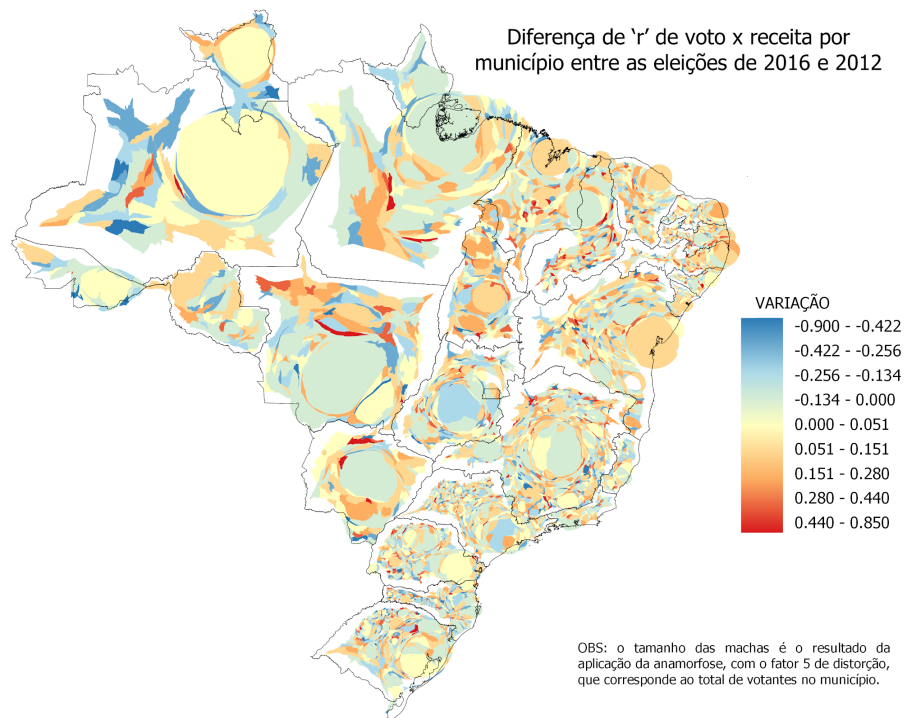 Diferença de ‘r’ de voto x receita por
município entre as eleições de 2016 e 2012
VARIAÇÃO
-0.900 - -0.422
-0.422 - -0.256
-0.256 - -0.134
-0.134 - 0.000
0.000 - 0.051
0.051 - 0.151
0.151 - 0.280
0.280 - 0.440
0.440 - 0.850
OBS: o tamanho das machas é o resultado da
aplicação da anamorfose, com o fator 5 de distorção,
que corresponde ao total de votantes no município.